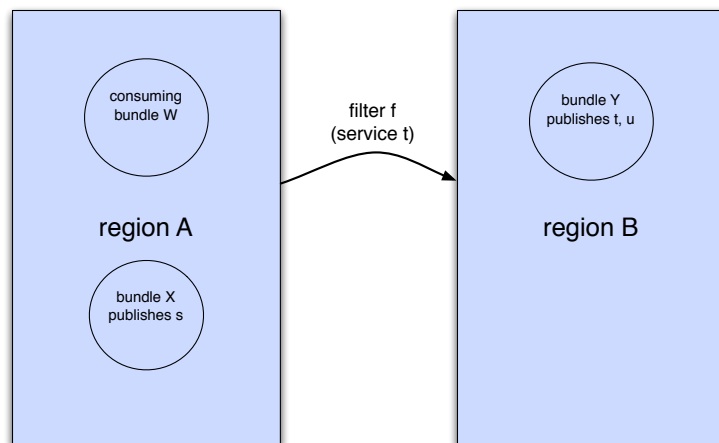 consuming
bundle W
region A
bundle X
publishes s
filter f
(service t)
bundle Y
publishes t, u
region B